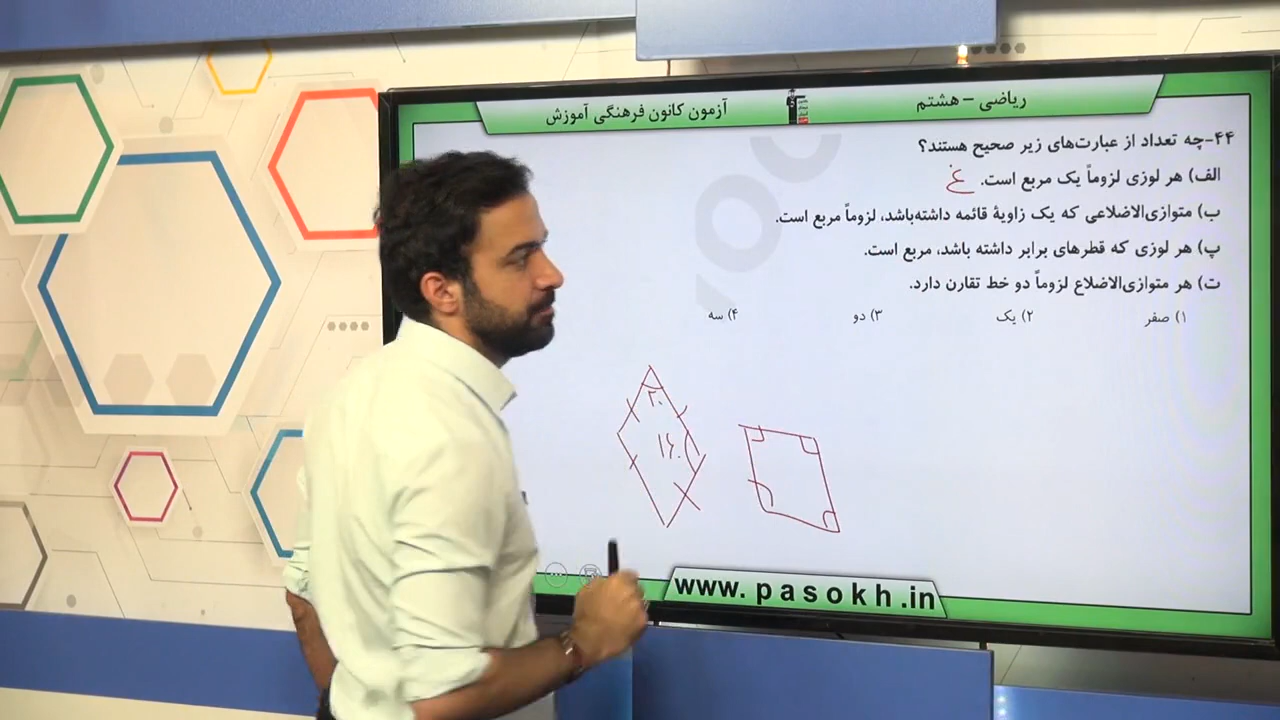 ریاضی – هشتم
آزمون کانون فرهنگی آموزش
۴۴-چه تعداد از عبارت‌های زیر صحیح هستند؟
الف) هر لوزی لزوماً یک مربع است. غ
ب) متوازی‌الاضلاعی که یک زاویهٔ قائمه داشته‌باشد، لزوماً مربع است.
پ) هر لوزی که قطرهای برابر داشته باشد، مربع است.
ت) هر متوازی‌الاضلاع لزوماً دو خط تقارن دارد.
۱) صفر ۲) یک ۳) دو ۴) سه
۲۰
۱۶۰
www.pasokh.in